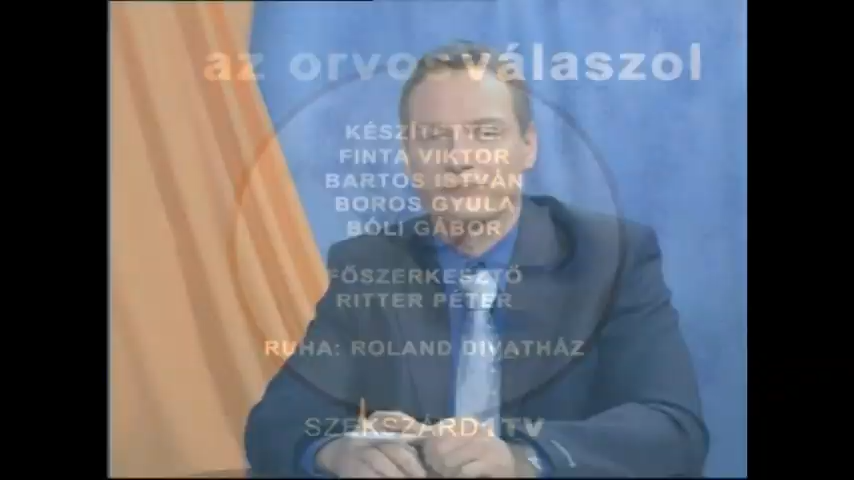 az orvos válaszol
KÉSZÍTETTE
FINTA VIKTOR
BARTOS ISTVÁN
BOROS GYULA
BÓLI GÁBOR
FŐSZERKESZTŐ
RITTER PÉTER
RUHA: ROLAND DIVATHÁZ
SZEKSZÁRD1TV